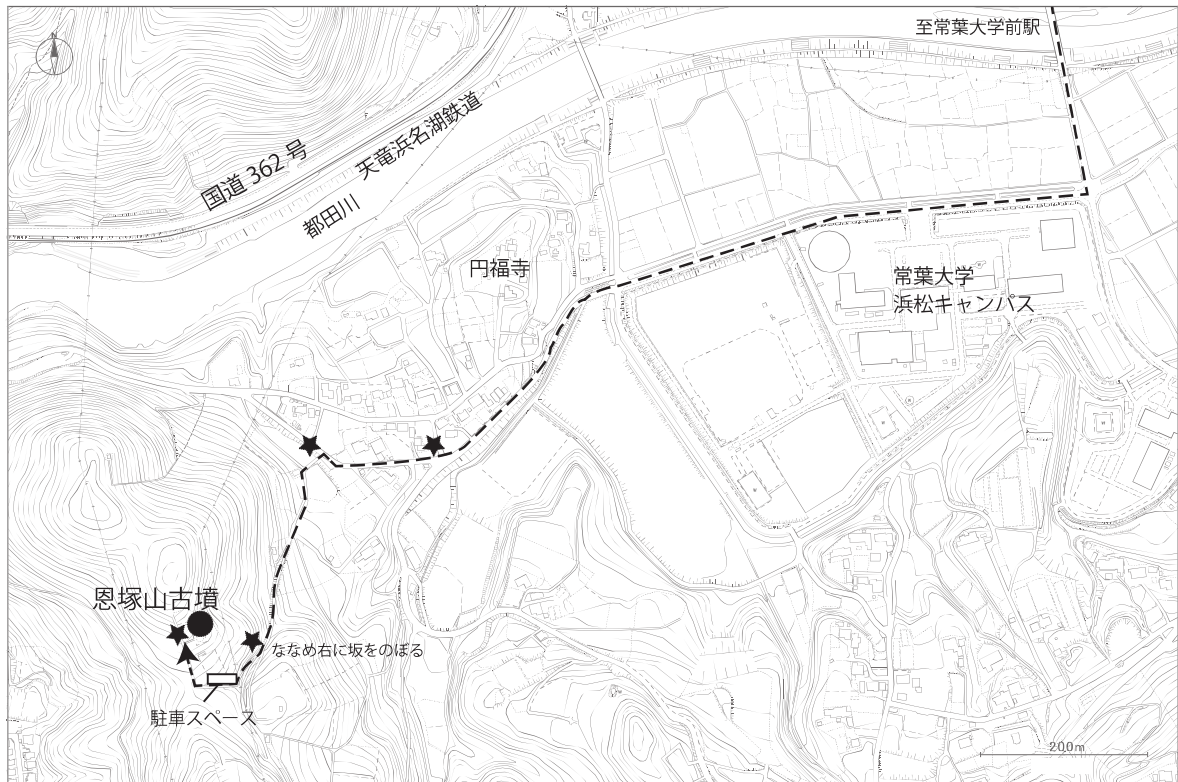 至常葉大学前駅
国道 362 号
天竜浜名湖鉄道
都田川
円福寺
常葉大学
浜松キャンパス
恩塚山古墳
ななめ右に坂をのぼる
駐車スペース
200m